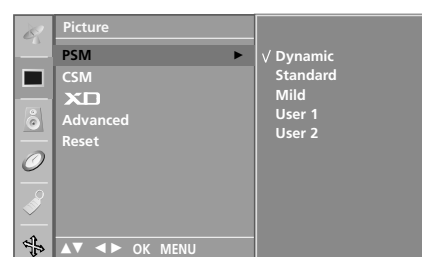 Picture
PSM ► √ Dynamic
CSM Standard
XD Mild
Advanced User 1
Reset User 2
▲▼ ◄► OK MENU